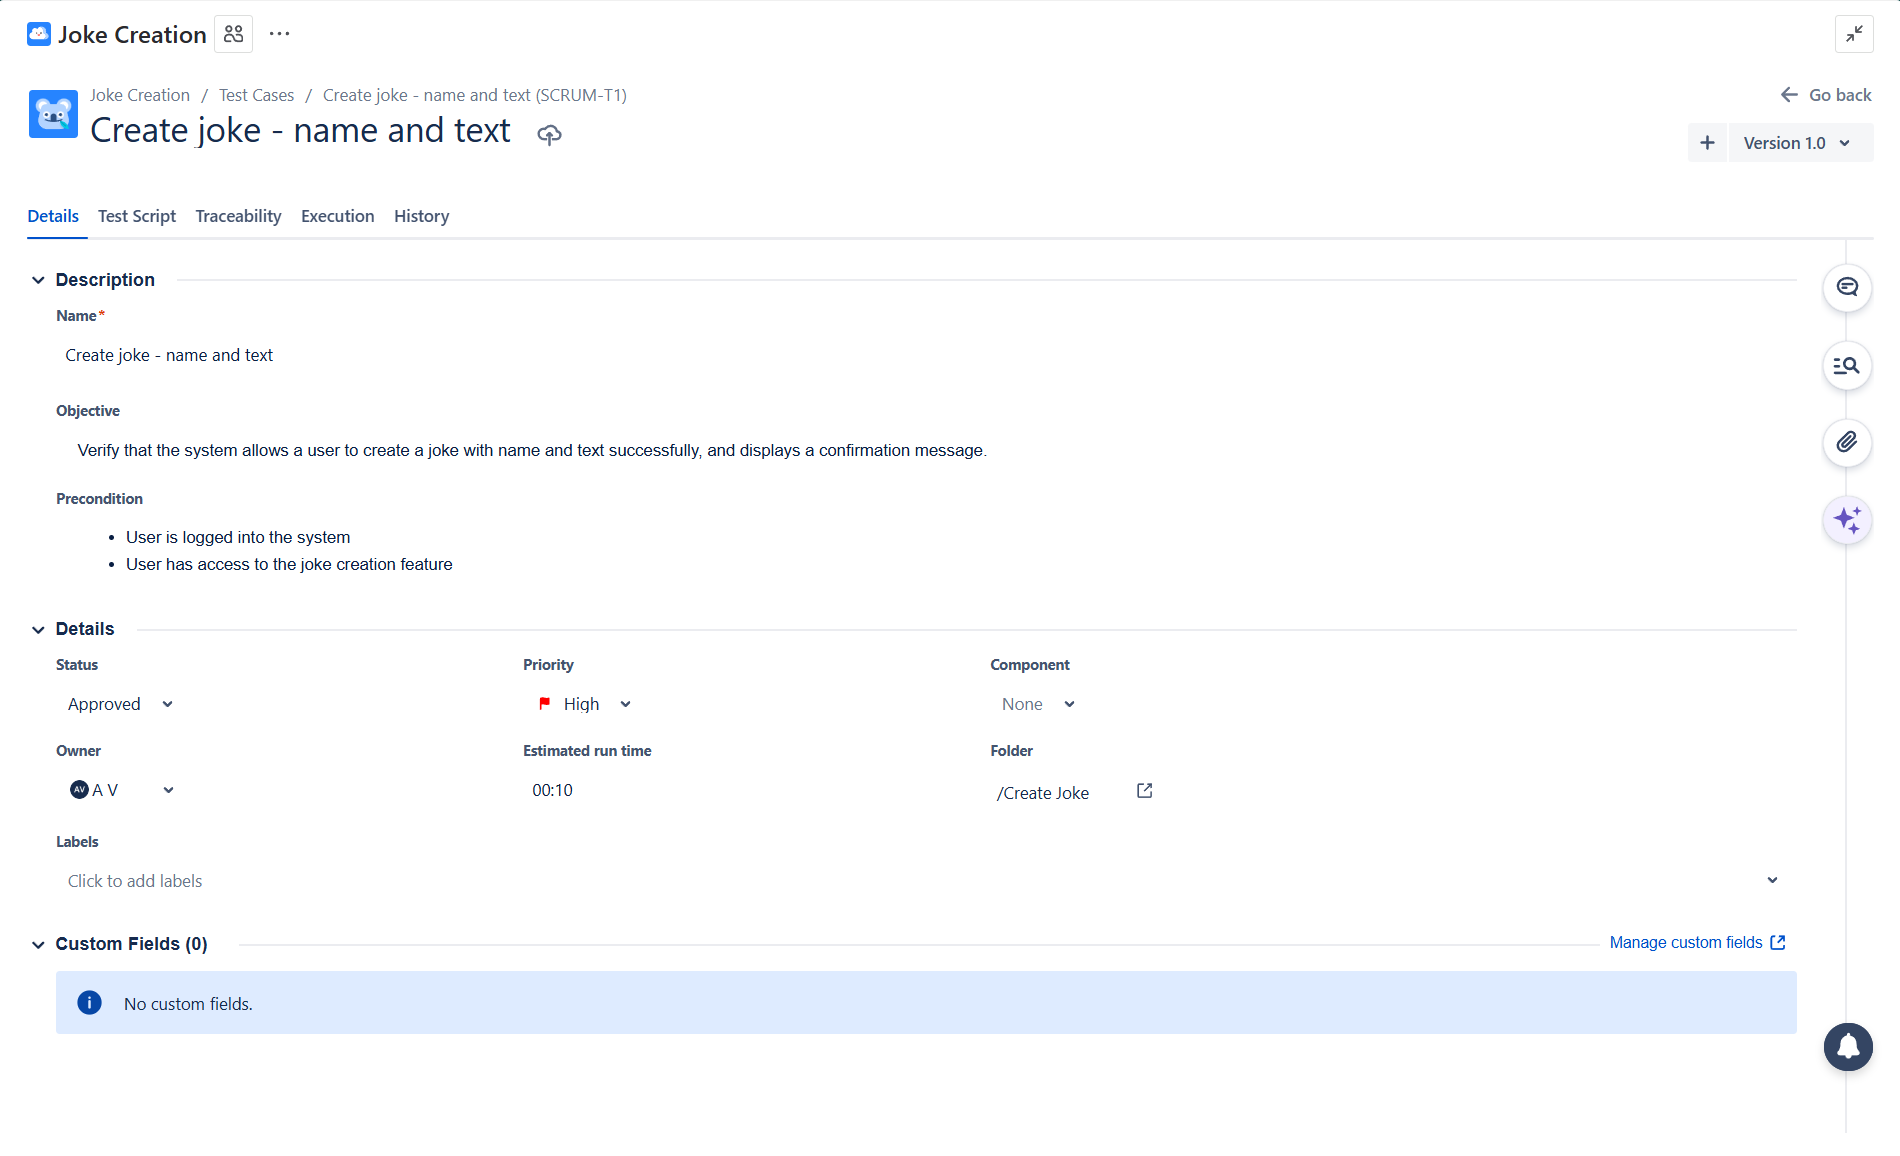 Joke Creation
Joke Creation / Test Cases / Create joke - name and text (SCRUM-T1)
Go back
Create joke - name and text
Version 1.0
Details Test Script Traceability Execution History
Description
Name*
Create joke - name and text
Objective
Verify that the system allows a user to create a joke with name and text successfully, and displays a confirmation message.
Precondition
• User is logged into the system
• User has access to the joke creation feature
Details
Status Priority Component
Approved High None
Owner Estimated run time Folder
AV A V 00:10 /Create Joke
Labels
Click to add labels
Custom Fields (0) Manage custom fields
No custom fields.